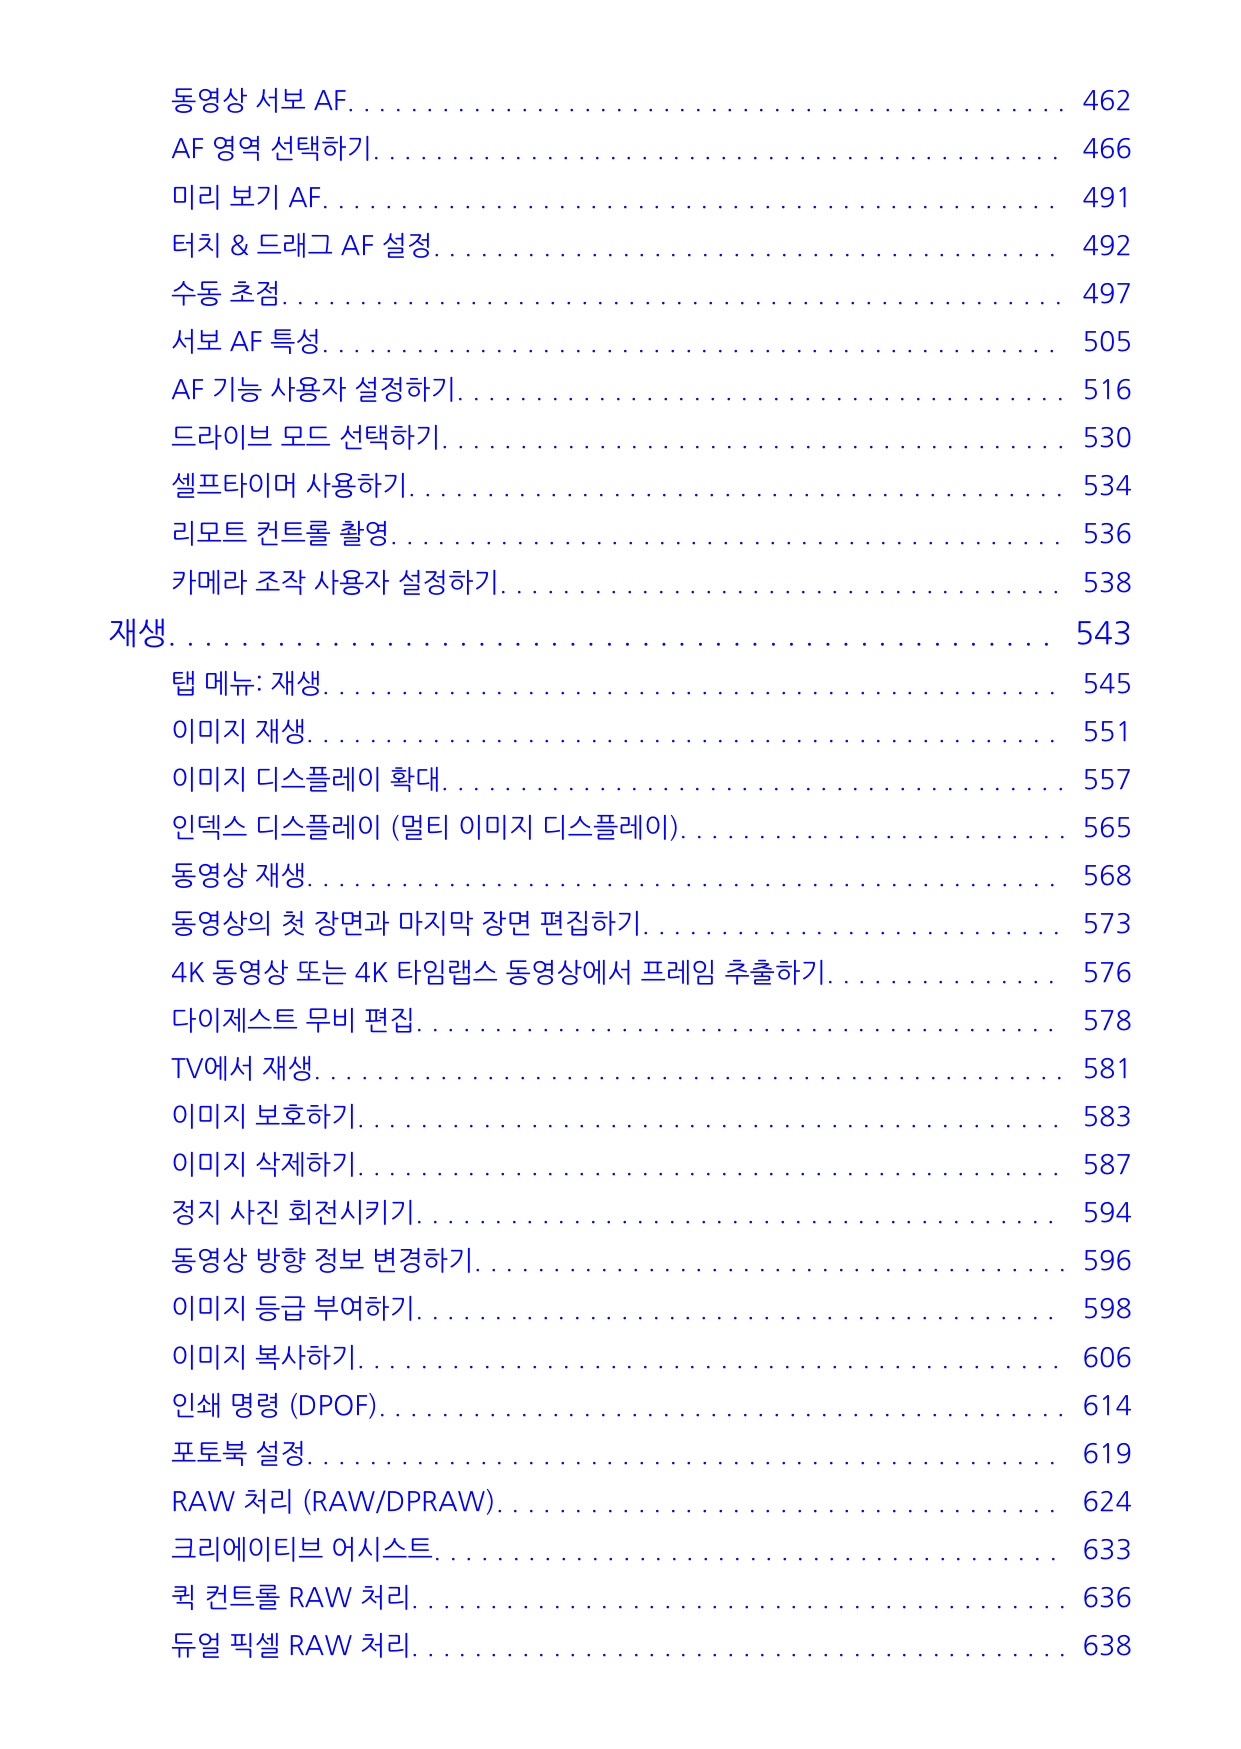 동영상 서보 AF. . . . . . . . . . . . . . . . . . . . . . . . . . . . . . . . . . . . . . . . . . . . . 462
AF 영역 선택하기. . . . . . . . . . . . . . . . . . . . . . . . . . . . . . . . . . . . . . . . . . . 466
미리 보기 AF. . . . . . . . . . . . . . . . . . . . . . . . . . . . . . . . . . . . . . . . . . . . . . 491
터치 & 드래그 AF 설정. . . . . . . . . . . . . . . . . . . . . . . . . . . . . . . . . . . . . . . 492
수동 초점. . . . . . . . . . . . . . . . . . . . . . . . . . . . . . . . . . . . . . . . . . . . . . . . . 497
서보 AF 특성. . . . . . . . . . . . . . . . . . . . . . . . . . . . . . . . . . . . . . . . . . . . . . 505
AF 기능 사용자 설정하기. . . . . . . . . . . . . . . . . . . . . . . . . . . . . . . . . . . . . . 516
드라이브 모드 선택하기. . . . . . . . . . . . . . . . . . . . . . . . . . . . . . . . . . . . . . . 530
셀프타이머 사용하기. . . . . . . . . . . . . . . . . . . . . . . . . . . . . . . . . . . . . . . . . 534
리모트 컨트롤 촬영. . . . . . . . . . . . . . . . . . . . . . . . . . . . . . . . . . . . . . . . . . 536
카메라 조작 사용자 설정하기. . . . . . . . . . . . . . . . . . . . . . . . . . . . . . . . . . . 538
재생. . . . . . . . . . . . . . . . . . . . . . . . . . . . . . . . . . . . . . . . . . . . . . . . . 543
탭 메뉴: 재생. . . . . . . . . . . . . . . . . . . . . . . . . . . . . . . . . . . . . . . . . . . . . . 545
이미지 재생. . . . . . . . . . . . . . . . . . . . . . . . . . . . . . . . . . . . . . . . . . . . . . . 551
이미지 디스플레이 확대. . . . . . . . . . . . . . . . . . . . . . . . . . . . . . . . . . . . . . . 557
인덱스 디스플레이 (멀티 이미지 디스플레이). . . . . . . . . . . . . . . . . . . . . . . . 565
동영상 재생. . . . . . . . . . . . . . . . . . . . . . . . . . . . . . . . . . . . . . . . . . . . . . . 568
동영상의 첫 장면과 마지막 장면 편집하기. . . . . . . . . . . . . . . . . . . . . . . . . . 573
4K 동영상 또는 4K 타임랩스 동영상에서 프레임 추출하기. . . . . . . . . . . . . . . 576
다이제스트 무비 편집. . . . . . . . . . . . . . . . . . . . . . . . . . . . . . . . . . . . . . . . 578
TV에서 재생. . . . . . . . . . . . . . . . . . . . . . . . . . . . . . . . . . . . . . . . . . . . . . . 581
이미지 보호하기. . . . . . . . . . . . . . . . . . . . . . . . . . . . . . . . . . . . . . . . . . . . 583
이미지 삭제하기. . . . . . . . . . . . . . . . . . . . . . . . . . . . . . . . . . . . . . . . . . . . 587
정지 사진 회전시키기. . . . . . . . . . . . . . . . . . . . . . . . . . . . . . . . . . . . . . . . 594
동영상 방향 정보 변경하기. . . . . . . . . . . . . . . . . . . . . . . . . . . . . . . . . . . . . 596
이미지 등급 부여하기. . . . . . . . . . . . . . . . . . . . . . . . . . . . . . . . . . . . . . . . 598
이미지 복사하기. . . . . . . . . . . . . . . . . . . . . . . . . . . . . . . . . . . . . . . . . . . . 606
인쇄 명령 (DPOF). . . . . . . . . . . . . . . . . . . . . . . . . . . . . . . . . . . . . . . . . . . 614
포토북 설정. . . . . . . . . . . . . . . . . . . . . . . . . . . . . . . . . . . . . . . . . . . . . . . 619
RAW 처리 (RAW/DPRAW). . . . . . . . . . . . . . . . . . . . . . . . . . . . . . . . . . . 624
크리에이티브 어시스트. . . . . . . . . . . . . . . . . . . . . . . . . . . . . . . . . . . . . . . 633
퀵 컨트롤 RAW 처리. . . . . . . . . . . . . . . . . . . . . . . . . . . . . . . . . . . . . . . . . 636
듀얼 픽셀 RAW 처리. . . . . . . . . . . . . . . . . . . . . . . . . . . . . . . . . . . . . . . . . 638